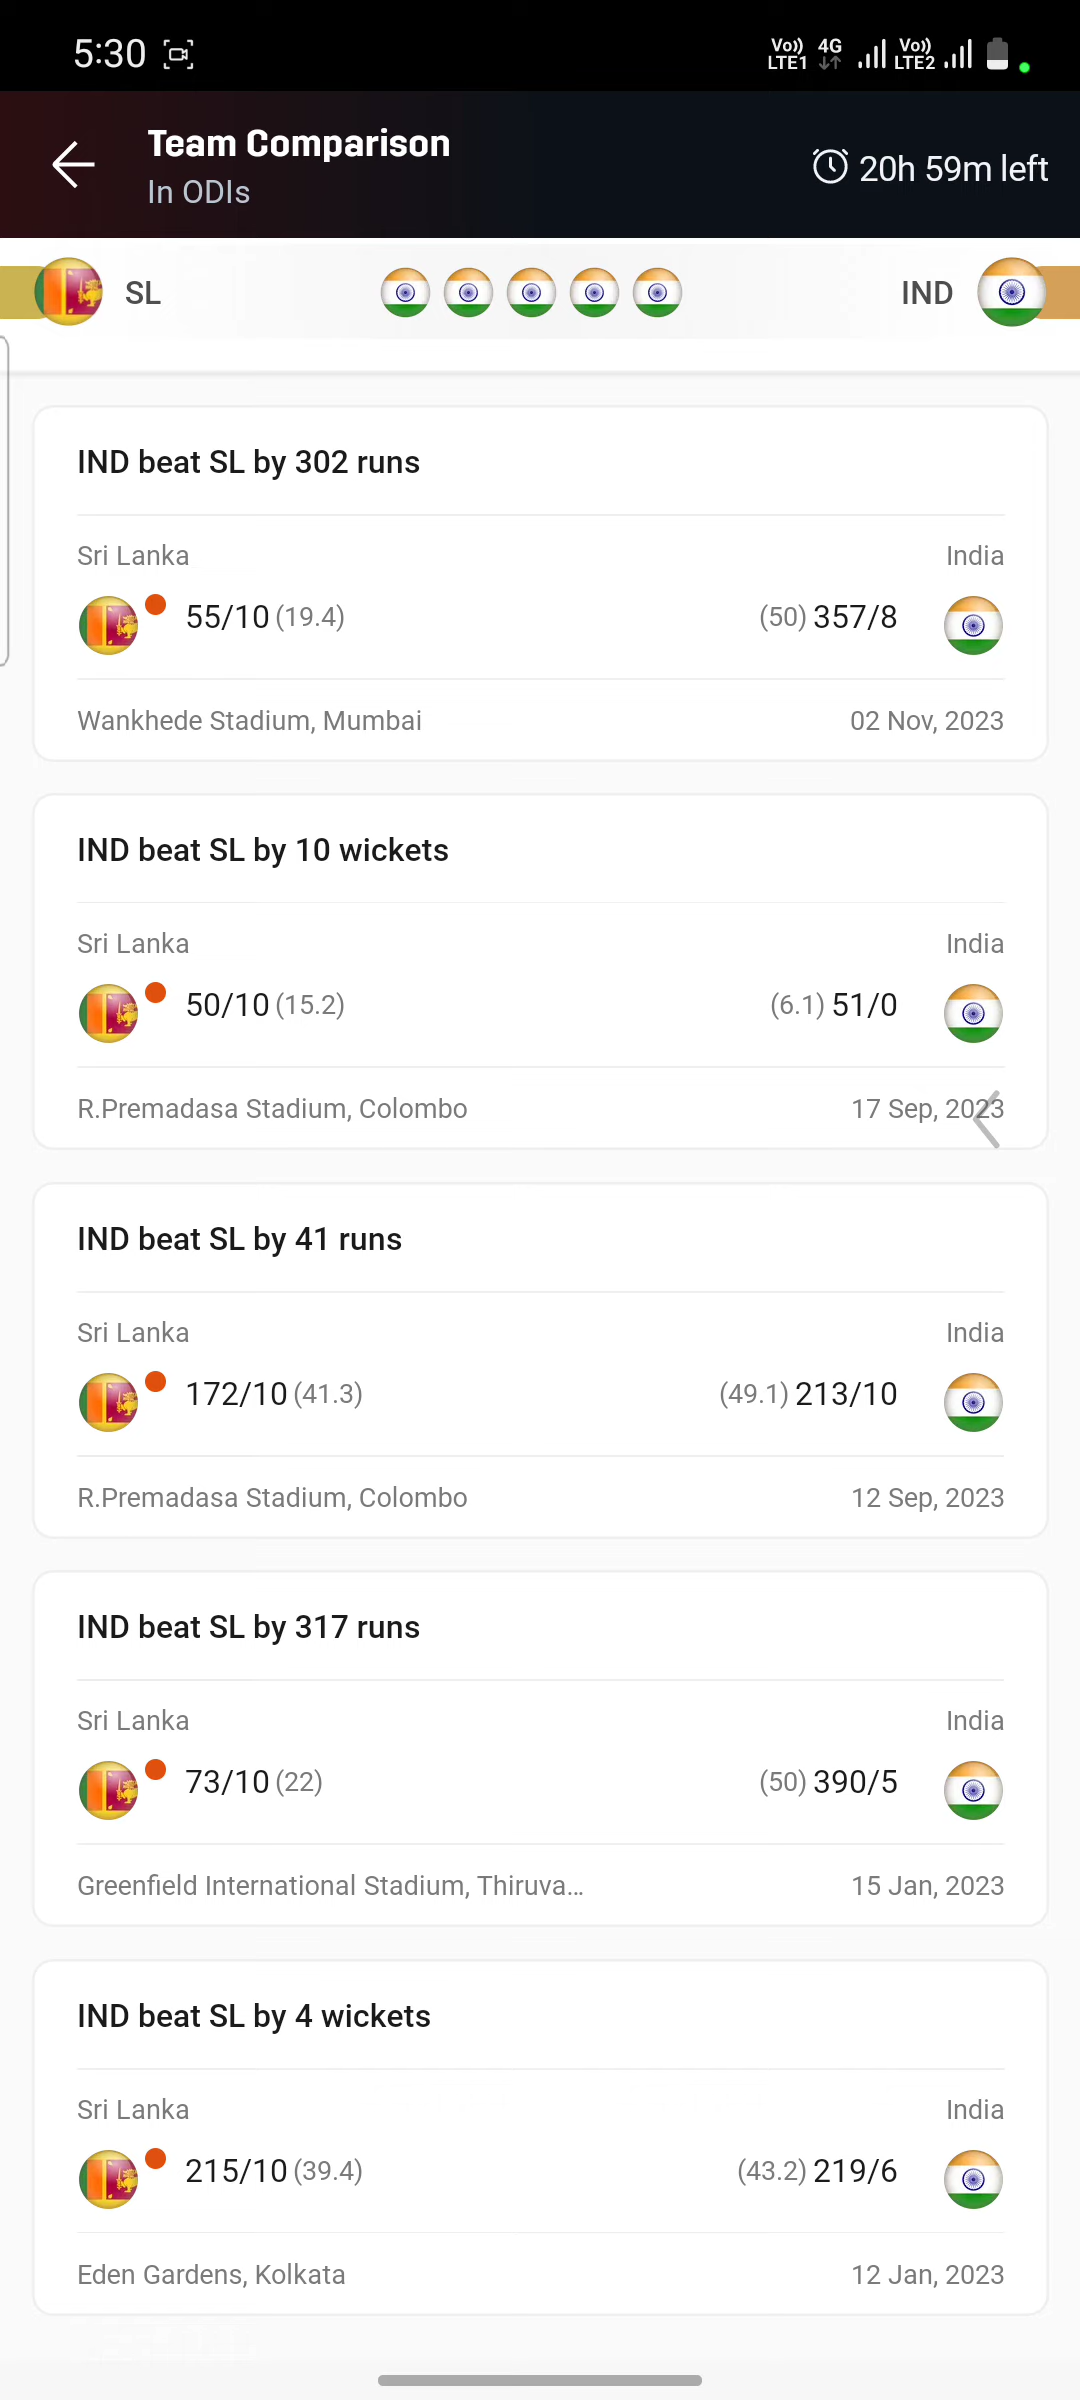 5:30
Vo)) LTE1 4G Vo)) LTE2
Team Comparison
In ODIs
20h 59m left
SL
IND
IND beat SL by 302 runs
Sri Lanka India
55/10 (19.4) (50) 357/8
Wankhede Stadium, Mumbai 02 Nov, 2023
IND beat SL by 10 wickets
Sri Lanka India
50/10 (15.2) (6.1) 51/0
R.Premadasa Stadium, Colombo 17 Sep, 2023
IND beat SL by 41 runs
Sri Lanka India
172/10 (41.3) (49.1) 213/10
R.Premadasa Stadium, Colombo 12 Sep, 2023
IND beat SL by 317 runs
Sri Lanka India
73/10 (22) (50) 390/5
Greenfield International Stadium, Thiruva... 15 Jan, 2023
IND beat SL by 4 wickets
Sri Lanka India
215/10 (39.4) (43.2) 219/6
Eden Gardens, Kolkata 12 Jan, 2023